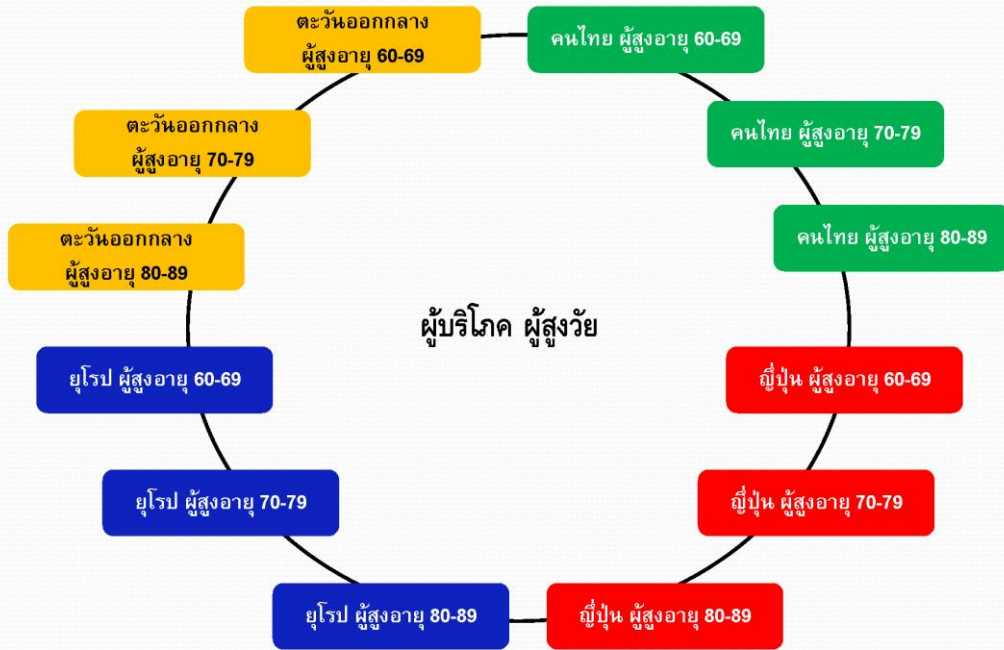 คนไทย ผู้สูงอายุ 60-69
คนไทย ผู้สูงอายุ 70-79
คนไทย ผู้สูงอายุ 80-89
ญี่ปุ่น ผู้สูงอายุ 60-69
ญี่ปุ่น ผู้สูงอายุ 70-79
ญี่ปุ่น ผู้สูงอายุ 80-89
ยุโรป ผู้สูงอายุ 80-89
ยุโรป ผู้สูงอายุ 70-79
ยุโรป ผู้สูงอายุ 60-69
ตะวันออกกลาง
ผู้สูงอายุ 80-89
ตะวันออกกลาง
ผู้สูงอายุ 70-79
ตะวันออกกลาง
ผู้สูงอายุ 60-69
ผู้บริโภค ผู้สูงวัย